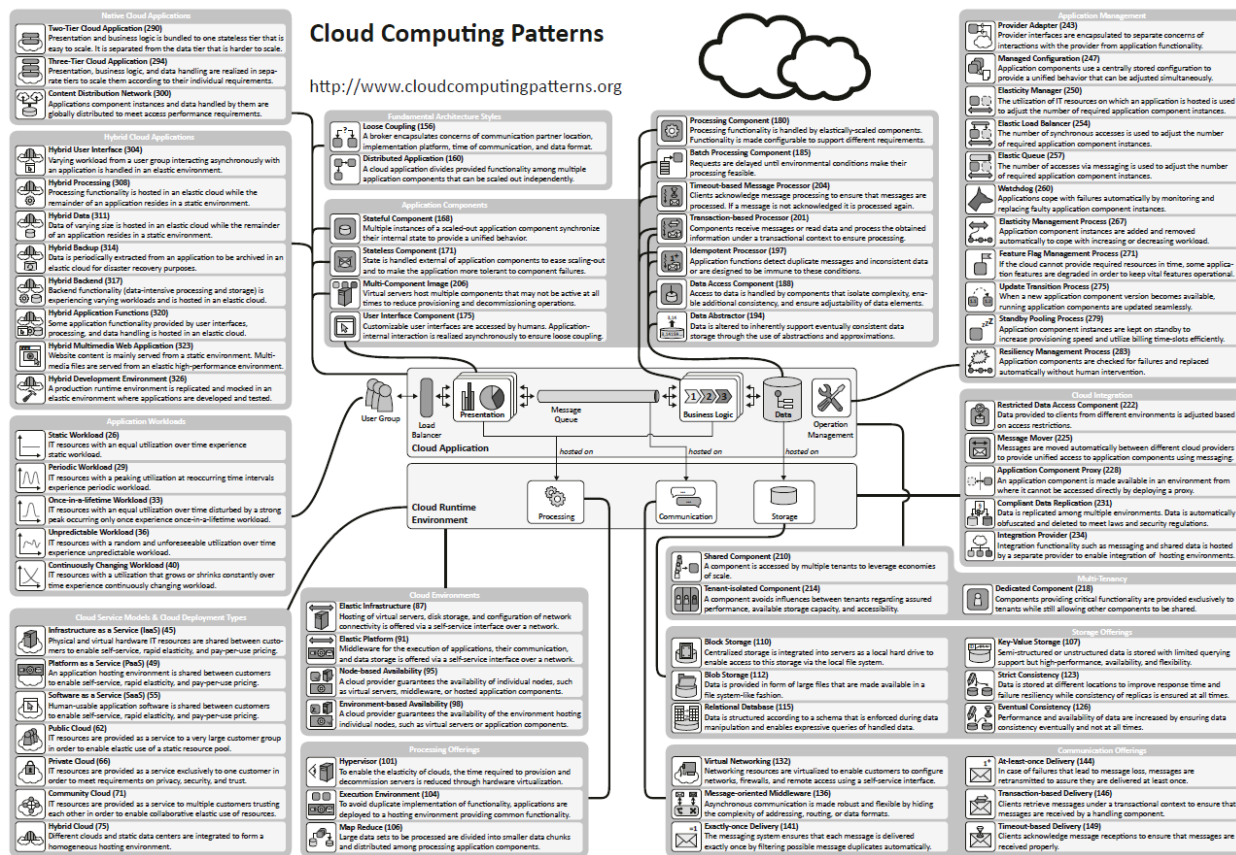 Cloud Computing Patterns
http://www.cloudcomputingpatterns.org
Native Cloud Applications
Two-Tier Cloud Application (290)
Presentation and business logic is bundled to one stateless tier that is
easy to scale. It is separated from the data tier that is harder to scale.
Three-Tier Cloud Application (294)
Presentation, business logic, and data handling are realized in sepa-
rate tiers to scale them according to their individual requirements.
Content Distribution Network (300)
Applications component instances and data handled by them are
globally distributed to meet access performance requirements.
Hybrid Cloud Applications
Hybrid User Interface (304)
Varying workload from a user group interacting asynchronously with
an application is handled in an elastic environment.
Hybrid Processing (308)
Processing functionality is hosted in an elastic cloud while the
remainder of an application resides in a static environment.
Hybrid Data (311)
Data of varying size is hosted in an elastic cloud while the remainder
of an application resides in a static environment.
Hybrid Backup (314)
Data is periodically extracted from an application to be archived in an
elastic cloud for disaster recovery purposes.
Hybrid Backend (317)
Backend functionality (data-intensive processing and storage) is
experiencing varying workloads and is hosted in an elastic cloud.
Hybrid Application Functions (320)
Some application functionality provided by user interfaces,
processing, and data handling is hosted in an elastic cloud.
Hybrid Multimedia Web Application (323)
Website content is mainly served from a static environment. Multi-
media files are served from an elastic high-performance environment.
Hybrid Development Environment (326)
A production runtime environment is replicated and mocked in an
elastic environment where applications are developed and tested.
Application Workloads
Static Workload (26)
IT resources with an equal utilization over time experience
static workload.
Periodic Workload (29)
IT resources with a peaking utilization at reoccurring time intervals
experience periodic workload.
Once-in-a-lifetime Workload (33)
IT resources with an equal utilization over time disturbed by a strong
peak occurring only once experience once-in-a-lifetime workload.
Unpredictable Workload (36)
IT resources with a random and unforeseeable utilization over time
experience unpredictable workload.
Continuously Changing Workload (40)
IT resources with a utilization that grows or shrinks constantly over
time experience continuously changing workload.
Cloud Service Models & Cloud Deployment Types
Infrastructure as a Service (IaaS) (45)
Physical and virtual hardware IT resources are shared between custo-
mers to enable self-service, rapid elasticity, and pay-per-use pricing.
Platform as a Service (PaaS) (49)
An application hosting environment is shared between customers
to enable self-service, rapid elasticity, and pay-per-use pricing.
Software as a Service (SaaS) (55)
Human-usable application software is shared between customers
to enable self-service, rapid elasticity, and pay-per-use pricing.
Public Cloud (62)
IT resources are provided as a service to a very large customer group
in order to enable elastic use of a static resource pool.
Private Cloud (66)
IT resources are provided as a service exclusively to one customer in
order to meet requirements on privacy, security, and trust.
Community Cloud (71)
IT resources are provided as a service to multiple customers trusting
each other in order to enable collaborative elastic use of resources.
Hybrid Cloud (75)
Different clouds and static data centers are integrated to form a
homogeneous hosting environment.
Fundamental Architecture Styles
Loose Coupling (156)
A broker encapsulates concerns of communication partner location,
implementation platform, time of communication, and data format.
Distributed Application (160)
A cloud application divides provided functionality among multiple
application components that can be scaled out independently.
Application Components
Stateful Component (168)
Multiple instances of a scaled-out application component synchronize
their internal state to provide a unified behavior.
Stateless Component (171)
State is handled external of application components to ease scaling-out
and to make the application more tolerant to component failures.
Multi-Component Image (206)
Virtual servers host multiple components that may not be active at all
times to reduce provisioning and decommissioning operations.
User Interface Component (175)
Customizable user interfaces are accessed by humans. Application-
internal interaction is realized asynchronously to ensure loose coupling.
Processing Component (180)
Processing functionality is handled by elastically-scaled components.
Functionality is made configurable to support different requirements.
Batch Processing Component (185)
Requests are delayed until environmental conditions make their
processing feasible.
Timeout-based Message Processor (204)
Clients acknowledge message processing to ensure that messages are
processed. If a message is not acknowledged it is processed again.
Transaction-based Processor (201)
Components receive messages or read data and process the obtained
information under a transactional context to ensure processing.
Idempotent Processor (197)
Application functions detect duplicate messages and inconsistent data
or are designed to be immune to these conditions.
Data Access Component (188)
Access to data is handled by components that isolate complexity, ena-
ble additional consistency, and ensure adjustability of data elements.
Data Abstractor (194)
Data is altered to inherently support eventually consistent data
storage through the use of abstractions and approximations.
User Group
Load
Balancer
Presentation
Message
Queue
1 2 3
Business Logic
Data
Operation
Management
Cloud Application
hosted on
hosted on
hosted on
Cloud Runtime
Environment
Processing
Communication
Storage
Cloud Environments
Elastic Infrastructure (87)
Hosting of virtual servers, disk storage, and configuration of network
connectivity is offered via a self-service interface over a network.
Elastic Platform (91)
Middleware for the execution of applications, their communication,
and data storage is offered via a self-service interface over a network.
Node-based Availability (95)
A cloud provider guarantees the availability of individual nodes, such
as virtual servers, middleware, or hosted application components.
Environment-based Availability (98)
A cloud provider guarantees the availability of the environment hosting
individual nodes, such as virtual servers or application components.
Processing Offerings
Hypervisor (101)
To enable the elasticity of clouds, the time required to provision and
decommission servers is reduced through hardware virtualization.
Execution Environment (104)
To avoid duplicate implementation of functionality, applications are
deployed to a hosting environment providing common functionality.
Map Reduce (106)
Large data sets to be processed are divided into smaller data chunks
and distributed among processing application components.
Application Management
Provider Adapter (243)
Provider interfaces are encapsulated to separate concerns of
interactions with the provider from application functionality.
Managed Configuration (247)
Application components use a centrally stored configuration to
provide a unified behavior that can be adjusted simultaneously.
Elasticity Manager (250)
The utilization of IT resources on which an application is hosted is used
to adjust the number of required application component instances.
Elastic Load Balancer (254)
The number of synchronous accesses is used to adjust the number
of required application component instances.
Elastic Queue (257)
The number of accesses via messaging is used to adjust the number
of required application component instances.
Watchdog (260)
Applications cope with failures automatically by monitoring and
replacing faulty application component instances.
Elasticity Management Process (267)
Application component instances are added and removed
automatically to cope with increasing or decreasing workload.
Feature Flag Management Process (271)
If the cloud cannot provide required resources in time, some applica-
tion features are degraded in order to keep vital features operational.
Update Transition Process (275)
When a new application component version becomes available,
running application components are updated seamlessly.
Standby Pooling Process (279)
Application component instances are kept on standby to
increase provisioning speed and utilize billing time-slots efficiently.
Resiliency Management Process (283)
Application components are checked for failures and replaced
automatically without human intervention.
Cloud Integration
Restricted Data Access Component (222)
Data provided to clients from different environments is adjusted based
on access restrictions.
Message Mover (225)
Messages are moved automatically between different cloud providers
to provide unified access to application components using messaging.
Application Component Proxy (228)
An application component is made available in an environment from
where it cannot be accessed directly by deploying a proxy.
Compliant Data Replication (231)
Data is replicated among multiple environments. Data is automatically
obfuscated and deleted to meet laws and security regulations.
Integration Provider (234)
Integration functionality such as messaging and shared data is hosted
by a separate provider to enable integration of hosting environments.
Multi-Tenancy
Shared Component (210)
A component is accessed by multiple tenants to leverage economies
of scale.
Tenant-isolated Component (214)
A component avoids influences between tenants regarding assured
performance, available storage capacity, and accessibility.
Dedicated Component (218)
Components providing critical functionality are provided exclusively to
tenants while still allowing other components to be shared.
Storage Offerings
Block Storage (110)
Centralized storage is integrated into servers as a local hard drive to
enable access to this storage via the local file system.
Blob Storage (112)
Data is provided in form of large files that are made available in a
file system-like fashion.
Relational Database (115)
Data is structured according to a schema that is enforced during data
manipulation and enables expressive queries of handled data.
Key-Value Storage (107)
Semi-structured or unstructured data is stored with limited querying
support but high-performance, availability, and flexibility.
Strict Consistency (123)
Data is stored at different locations to improve response time and
failure resiliency while consistency of replicas is ensured at all times.
Eventual Consistency (126)
Performance and availability of data are increased by ensuring data
consistency eventually and not at all times.
Communication Offerings
Virtual Networking (132)
Networking resources are virtualized to enable customers to configure
networks, firewalls, and remote access using a self-service interface.
Message-oriented Middleware (136)
Asynchronous communication is made robust and flexible by hiding
the complexity of addressing, routing, or data formats.
Exactly-once Delivery (141)
The messaging system ensures that each message is delivered
exactly once by filtering possible message duplicates automatically.
At-least-once Delivery (144)
In case of failures that lead to message loss, messages are
retransmitted to assure they are delivered at least once.
Transaction-based Delivery (146)
Clients retrieve messages under a transactional context to ensure that
messages are received by a handling component.
Timeout-based Delivery (149)
Clients acknowledge message receptions to ensure that messages are
received properly.